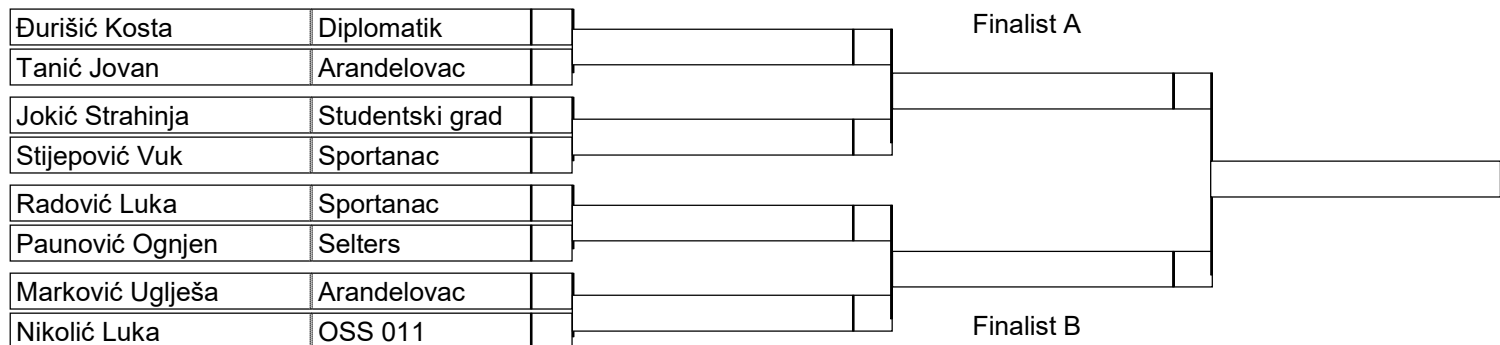 Đurišić Kosta Diplomatik
Finalist A
Tanić Jovan Arandelovac
Jokić Strahinja Studentski grad
Stijepović Vuk Sportanac
Radović Luka Sportanac
Paunović Ognjen Selters
Marković Uglješa Arandelovac
Nikolić Luka OSS 011
Finalist B